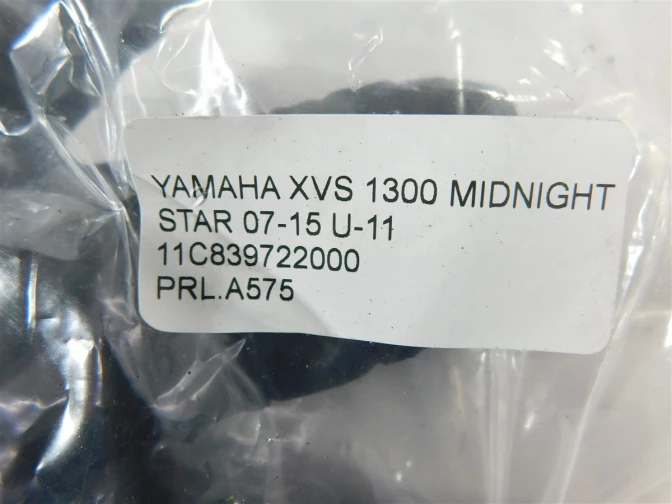 YAMAHA XVS 1300 MIDNIGHT
STAR 07-15 U-11
11C839722000
PRL.A575